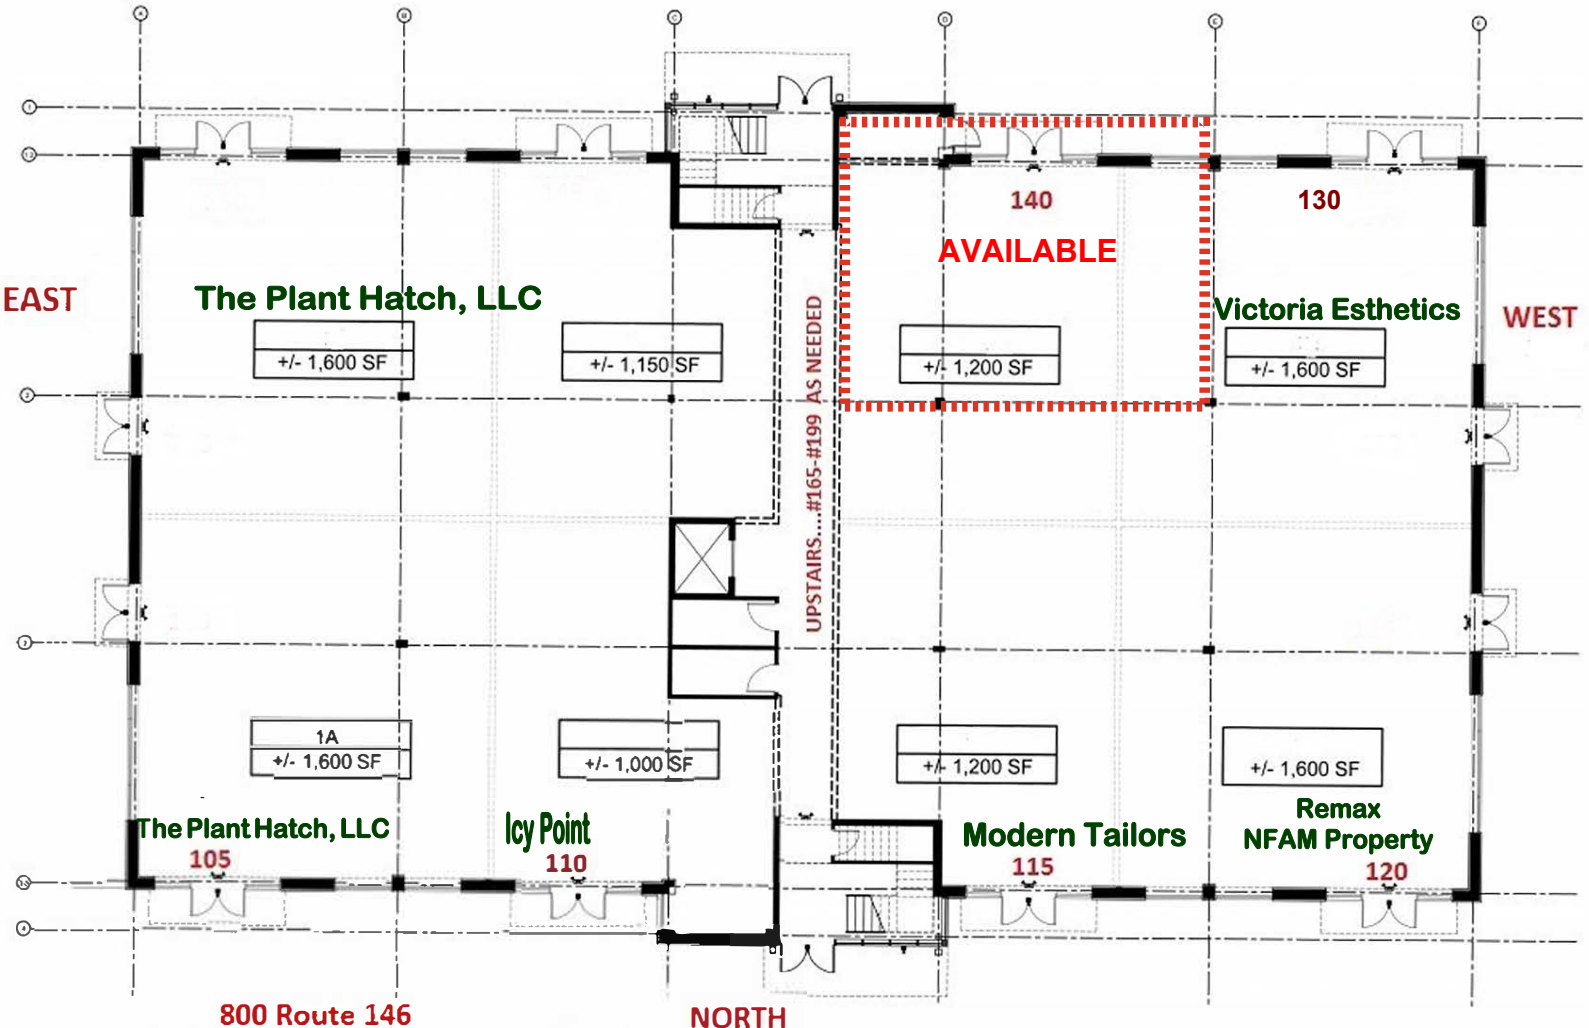 A
B
C
D
E
F
1
140
130
AVAILABLE
EAST
The Plant Hatch, LLC
Victoria Esthetics
WEST
+/- 1,600 SF
+/- 1,150 SF
+/- 1,200 SF
+/- 1,600 SF
UPSTAIRS....#165-#199 AS NEEDED
2
1A
+/- 1,600 SF
+/- 1,000 SF
+/- 1,200 SF
+/- 1,600 SF
The Plant Hatch, LLC
105
Icy Point
110
Modern Tailors
115
Remax
NFAM Property
120
4
800 Route 146
NORTH